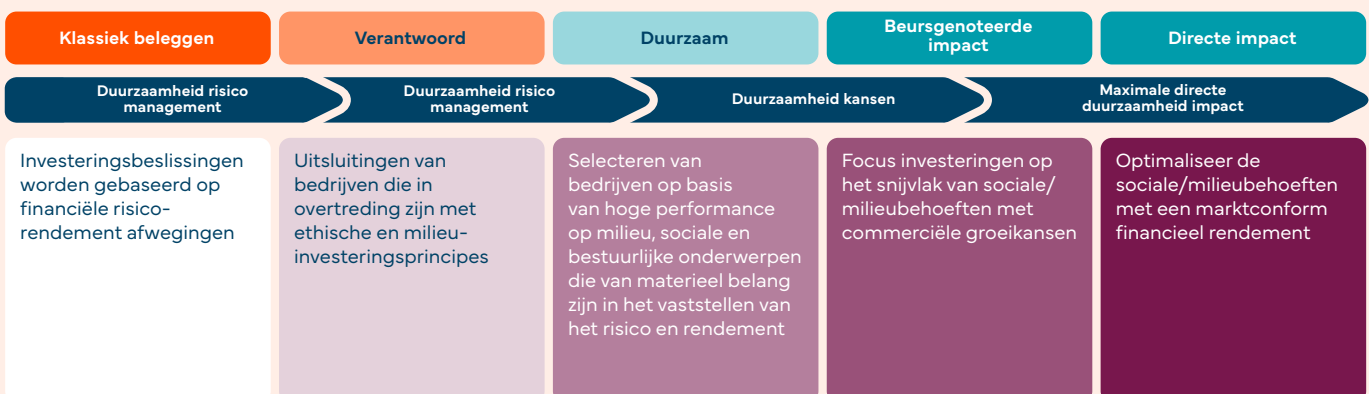 Klassiek beleggen
Verantwoord
Duurzaam
Beursgenoteerde
impact
Directe impact
Duurzaamheid risico
management
Duurzaamheid risico
management
Duurzaamheid kansen
Maximale directe
duurzaamheid impact
Investeringsbeslissingen
worden gebaseerd op
financiële risico-
rendement afwegingen
Uitsluitingen van
bedrijven die in
overtreding zijn met
ethische en milieu-
investeringsprincipes
Selecteren van
bedrijven op basis
van hoge performance
op milieu, sociale en
bestuurlijke onderwerpen
die van materieel belang
zijn in het vaststellen van
het risico en rendement
Focus investeringen op
het snijvlak van sociale/
milieubehoeften met
commerciële groeikansen
Optimaliseer de
sociale/milieubehoeften
met een marktconform
financieel rendement